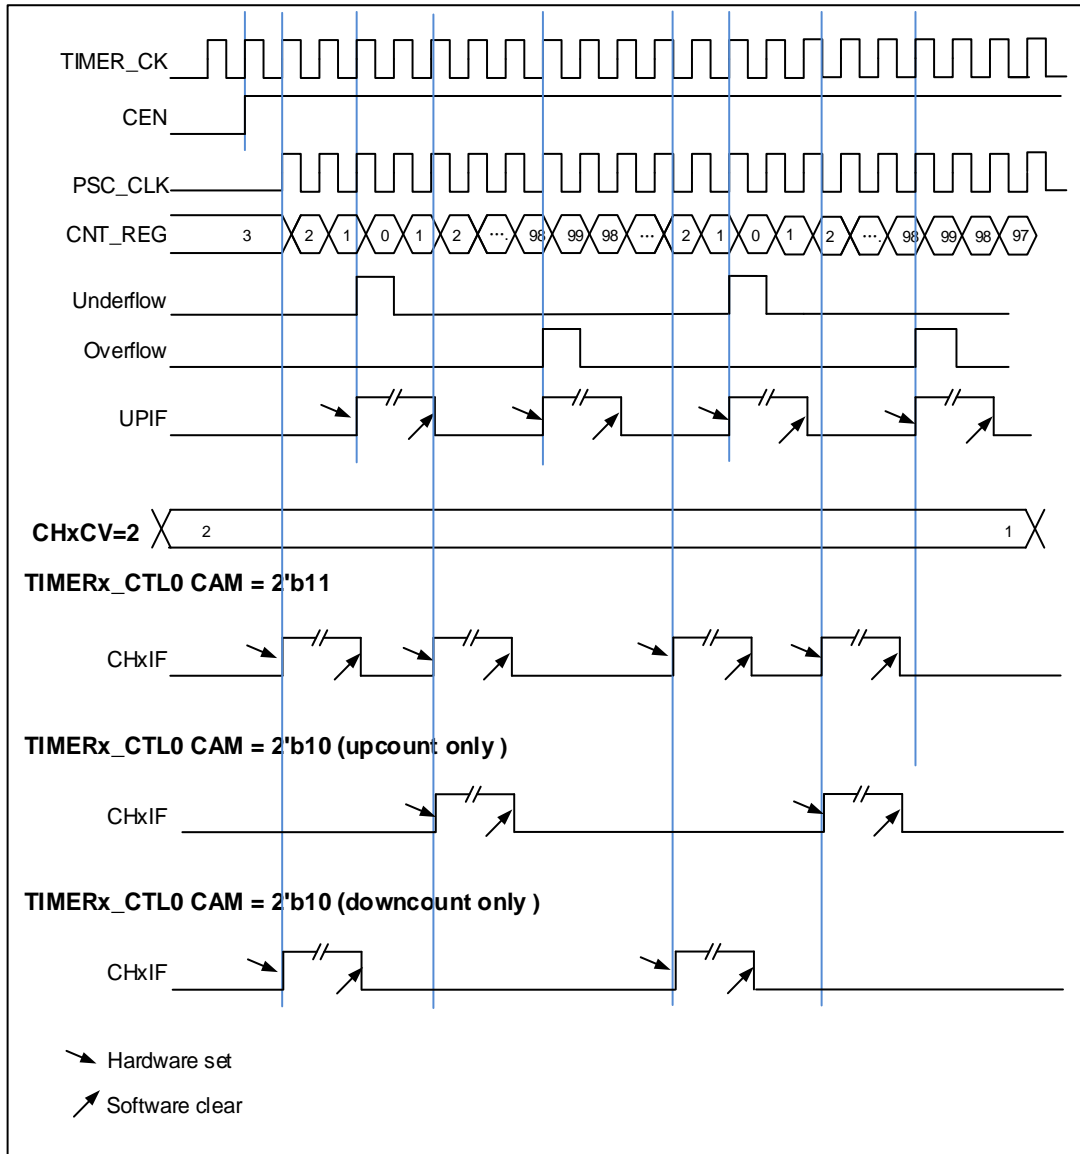 TIMER_CK
CEN
PSC_CLK
CNT_REG 3 2 1 0 1 2 .... 98 99 98 ... 2 1 0 1 2 .... 98 99 98 97
Underflow
Overflow
UPIF
CHxCV=2 2 1
TIMERx_CTL0 CAM = 2'b11
CHxIF
TIMERx_CTL0 CAM = 2'b10 (upcount only )
CHxIF
TIMERx_CTL0 CAM = 2'b10 (downcount only )
CHxIF
Hardware set
Software clear